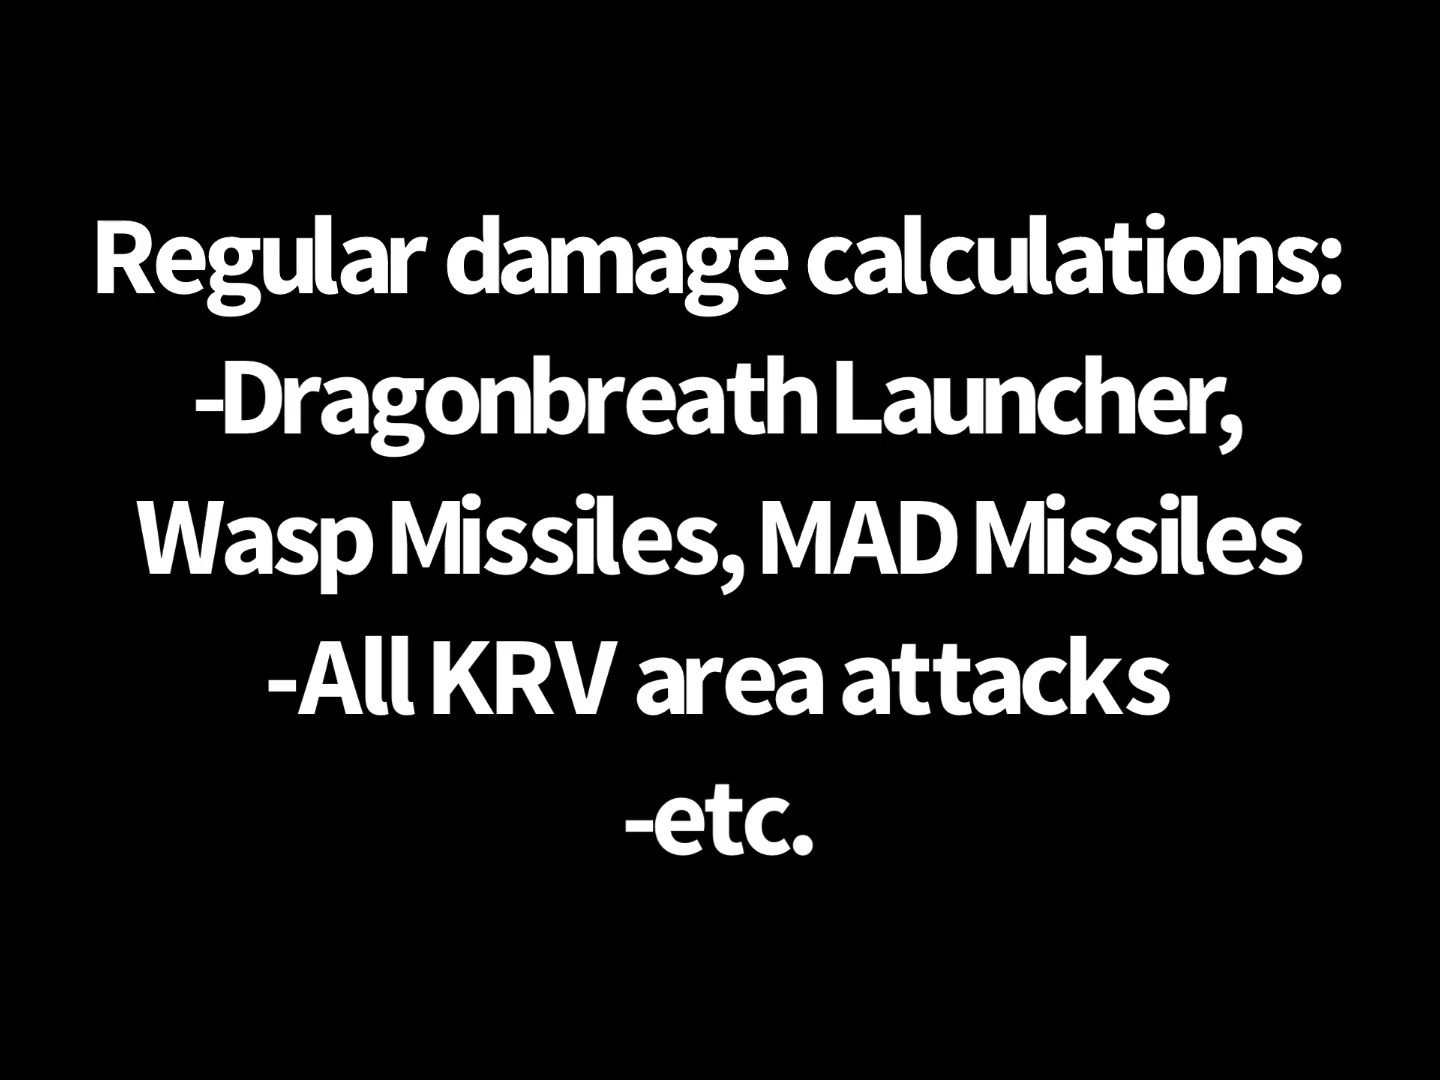 Regular damage calculations:
-Dragonbreath Launcher,
Wasp Missiles, MAD Missiles
-All KRV area attacks
-etc.